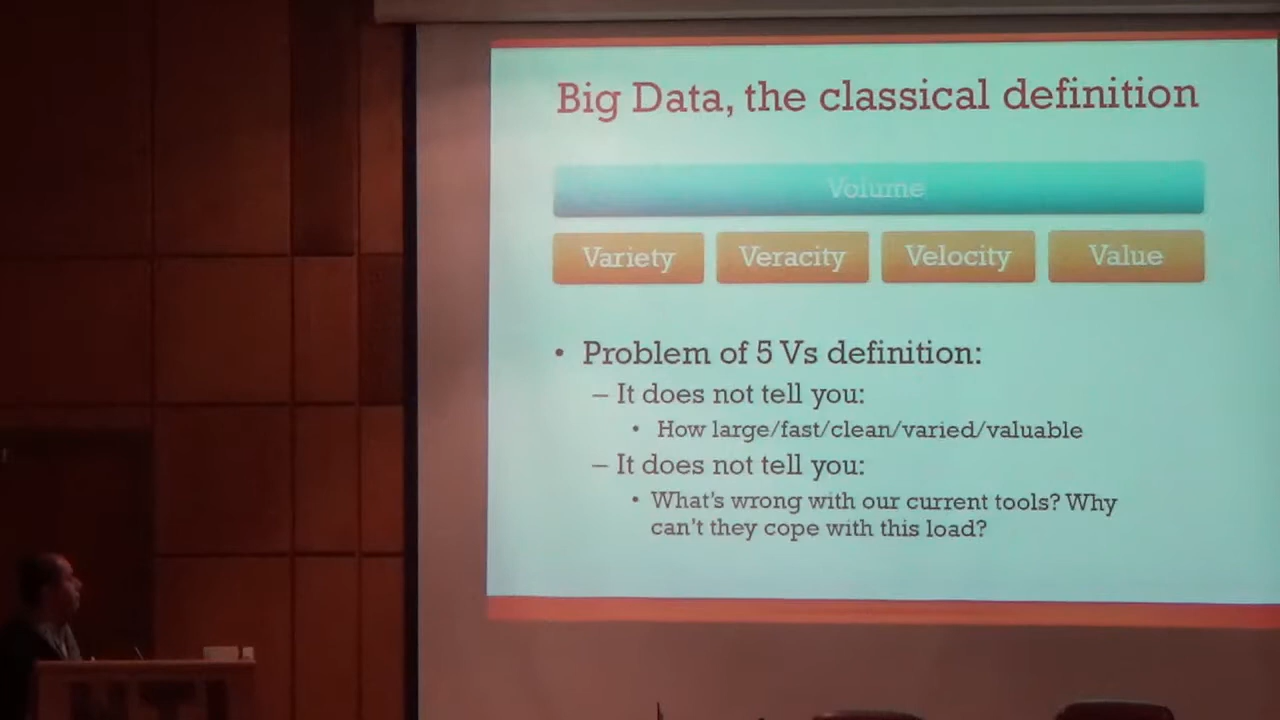 Big Data, the classical definition
Volume
Variety Veracity Velocity Value
• Problem of 5 Vs definition:
– It does not tell you:
• How large/fast/clean/varied/valuable
– It does not tell you:
• What's wrong with our current tools? Why
can't they cope with this load?